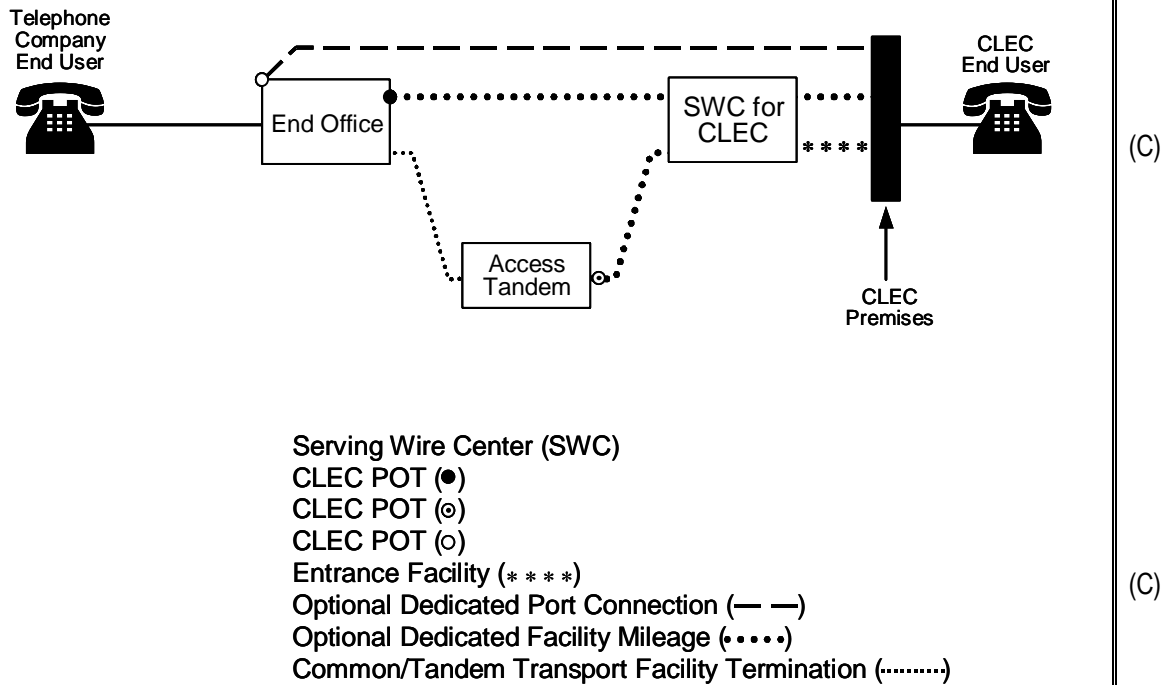 Telephone
Company
End User
CLEC
End User
End Office
SWC for
CLEC
* * * *
(C)
Access
Tandem
CLEC
Premises
Serving Wire Center (SWC)
CLEC POT (●)
CLEC POT (⊙)
CLEC POT (○)
Entrance Facility (* * * *)
(C)
Optional Dedicated Port Connection (— —)
Optional Dedicated Facility Mileage (•••••)
Common/Tandem Transport Facility Termination (·········)